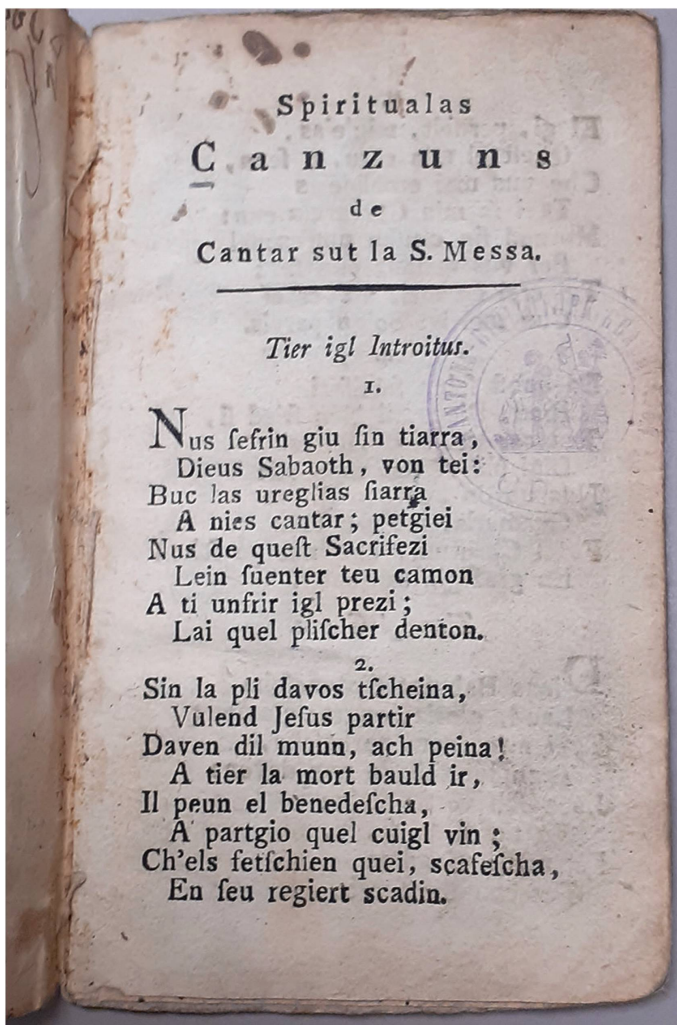 Spiritualas
Canzuns
de
Cantar sut la S. Messa.
Tier igl Introitus.
1.
Nus ſefrin giu ſin tiarra,
Dieus Sabaoth, von tei:
Buc las ureglias ſiarra
A nies cantar; petgiei
Nus de queſt Sacrifezi
Lein ſuenter teu camon
A ti unfrir igl prezi;
Lai quel pliſcher denton.
2.
Sin la pli davos tſcheina,
Vulend Jeſus partir
Daven dil munn, ach peina!
A tier la mort bauld ir,
Il peun el benedeſcha,
A partgio quel cuigl vin;
Ch'els fetſchien quei, scafeſcha,
En ſeu regiert scadin.